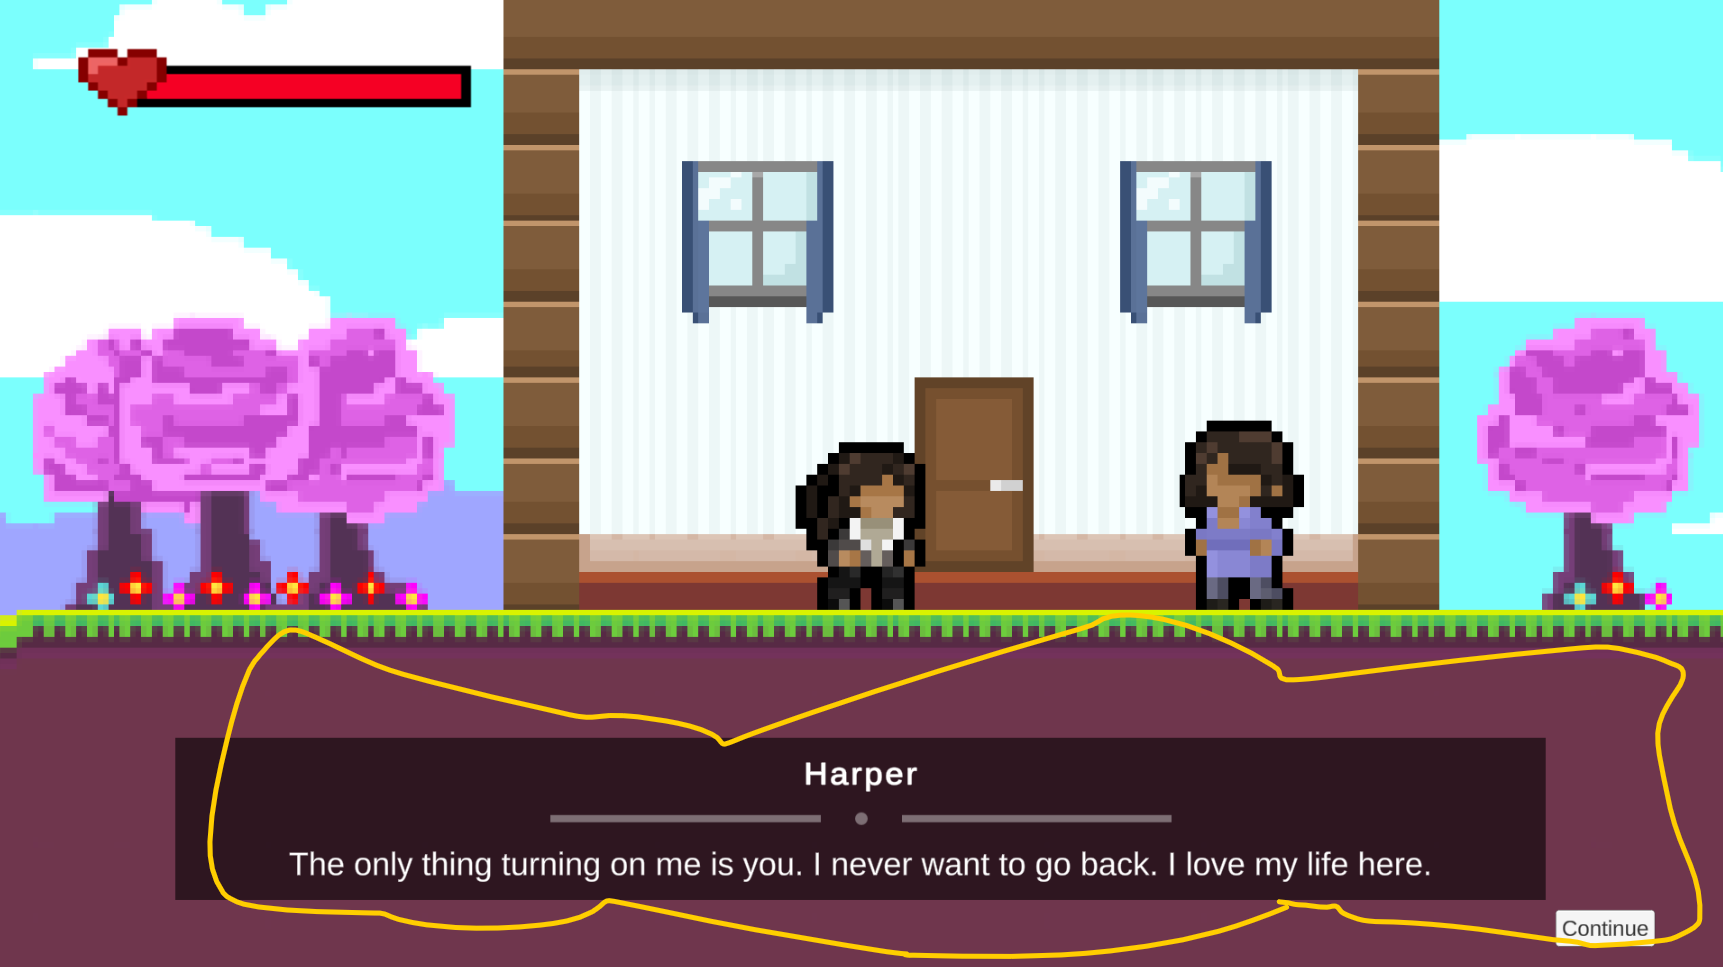 Harper
The only thing turning on me is you. I never want to go back. I love my life here.
Continue